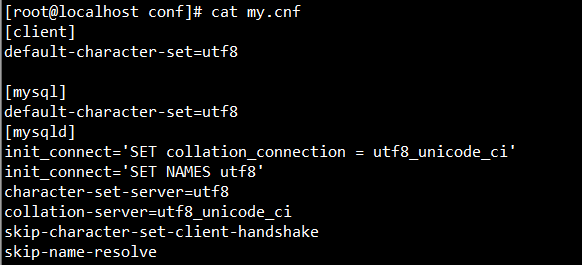 [root@localhost conf]# cat my.cnf
[client]
default-character-set=utf8
[mysql]
default-character-set=utf8
[mysqld]
init_connect='SET collation_connection = utf8_unicode_ci'
init_connect='SET NAMES utf8'
character-set-server=utf8
collation-server=utf8_unicode_ci
skip-character-set-client-handshake
skip-name-resolve